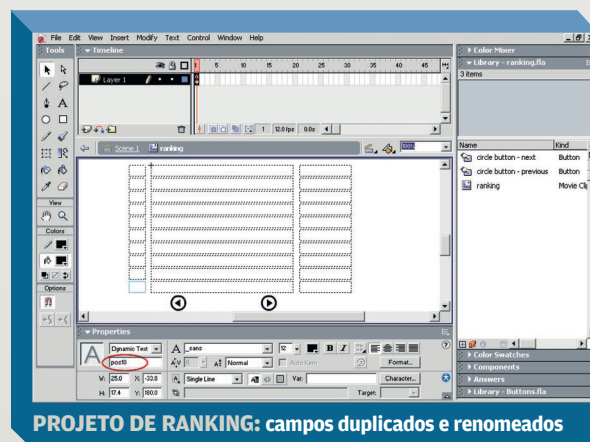 File Edit View Insert Modify Text Control Window Help
Tools
Timeline
Color Mixer
Library - ranking.fla
3 items
1 5 10 15 20 25 30 35 40 45
Layer 1
1 12.0 fps 0.0s
Scene 1 ranking
100%
Name Kind
circle button - next Button
circle button - previous Button
ranking Movie Clip
View
Colors
Options
Properties
Dynamic Text A _sans 12 B I
pos10 Normal Auto Kern Format...
W: 25.0 X: -33.8 Single Line Var: Character...
H: 17.4 Y: 180.0 Target:
Color Swatches
Components
Answers
Library - Buttons.fla
PROJETO DE RANKING: campos duplicados e renomeados